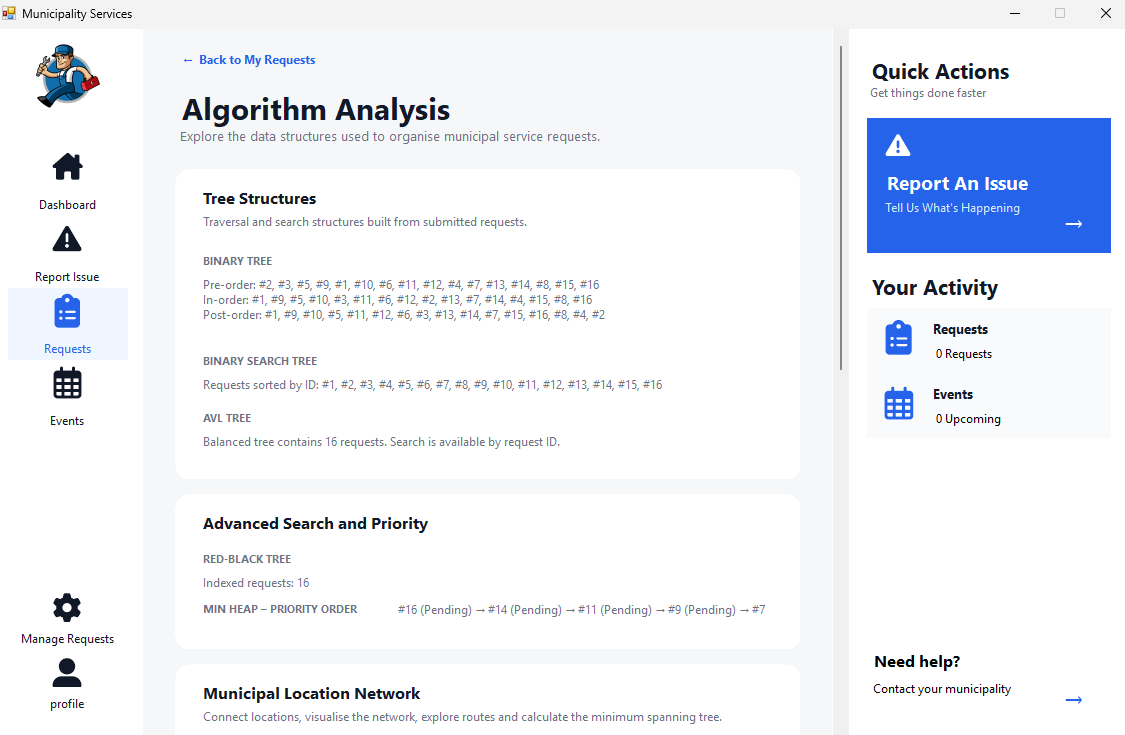 Municipality Services
Dashboard
Report Issue
Requests
Events
Manage Requests
profile
← Back to My Requests
Algorithm Analysis
Explore the data structures used to organise municipal service requests.
Tree Structures
Traversal and search structures built from submitted requests.
BINARY TREE
Pre-order: #2, #3, #5, #9, #1, #10, #6, #11, #12, #4, #7, #13, #14, #8, #15, #16
In-order: #1, #9, #5, #10, #3, #11, #6, #12, #2, #13, #7, #14, #4, #15, #8, #16
Post-order: #1, #9, #10, #5, #11, #12, #6, #3, #13, #14, #7, #15, #16, #8, #4, #2
BINARY SEARCH TREE
Requests sorted by ID: #1, #2, #3, #4, #5, #6, #7, #8, #9, #10, #11, #12, #13, #14, #15, #16
AVL TREE
Balanced tree contains 16 requests. Search is available by request ID.
Advanced Search and Priority
RED-BLACK TREE
Indexed requests: 16
MIN HEAP – PRIORITY ORDER #16 (Pending) → #14 (Pending) → #11 (Pending) → #9 (Pending) → #7
Municipal Location Network
Connect locations, visualise the network, explore routes and calculate the minimum spanning tree.
Quick Actions
Get things done faster
Report An Issue
Tell Us What's Happening
→
Your Activity
Requests
0 Requests
Events
0 Upcoming
Need help?
Contact your municipality
→